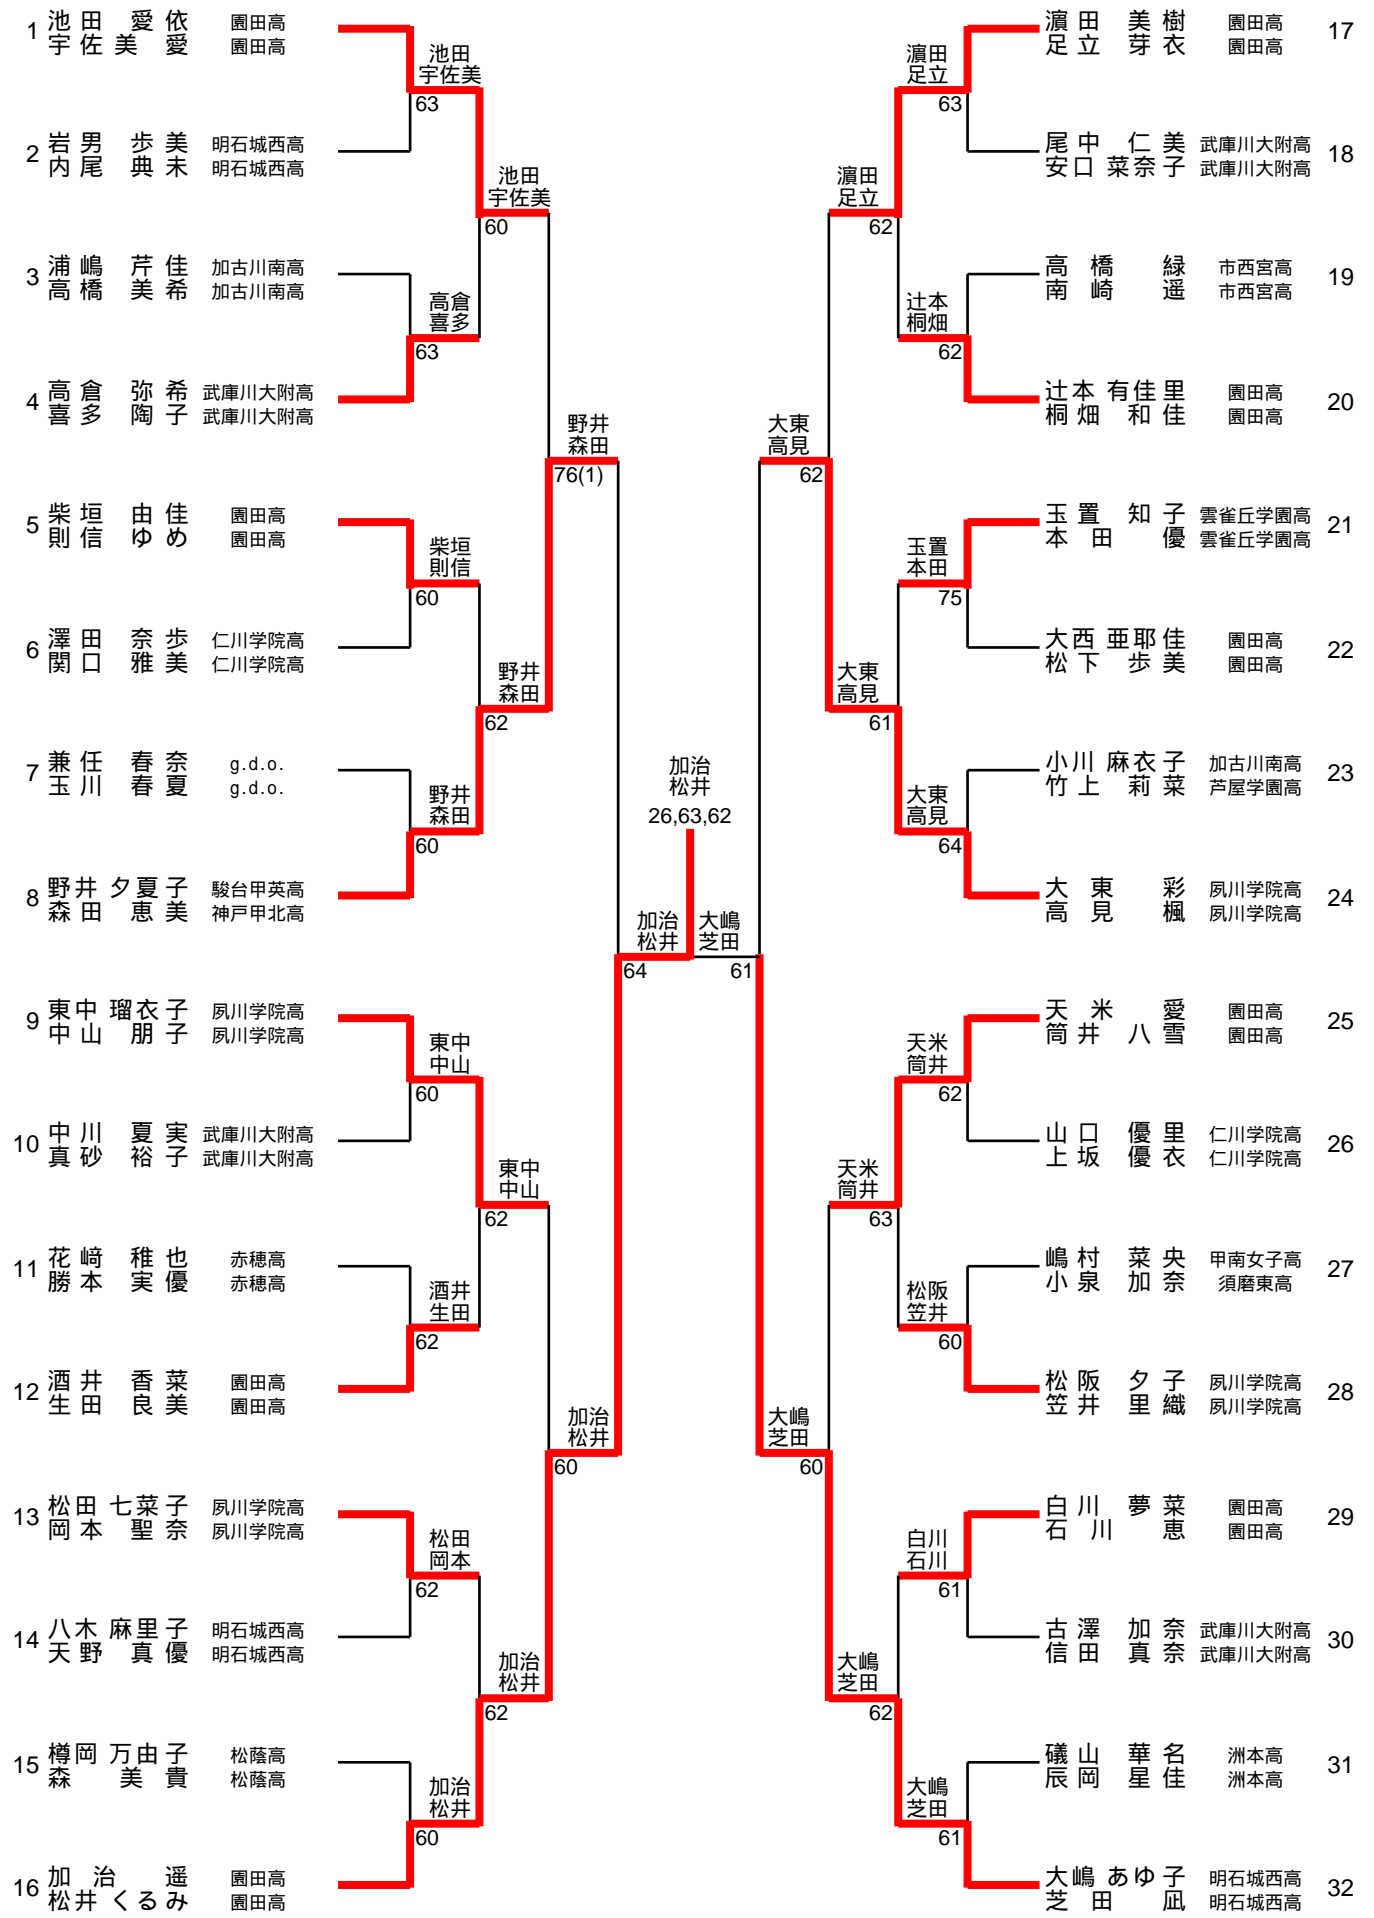 1 池田 愛依 園田高
宇佐美 愛 園田高
2 岩男 歩美 明石城西高
内尾 典未 明石城西高
3 浦嶋 芹佳 加古川南高
高橋 美希 加古川南高
4 高倉 弥希 武庫川大附高
喜多 陶子 武庫川大附高
5 柴垣 由佳 園田高
則信 ゆめ 園田高
6 澤田 奈歩 仁川学院高
関口 雅美 仁川学院高
7 兼任 春奈 g.d.o.
玉川 春夏 g.d.o.
8 野井 夕夏子 駿台甲英高
森田 恵美 神戸甲北高
9 東中 瑠衣子 夙川学院高
中山 朋子 夙川学院高
10 中川 夏実 武庫川大附高
真砂 裕子 武庫川大附高
11 花﨑 稚也 赤穂高
勝本 実優 赤穂高
12 酒井 香菜 園田高
生田 良美 園田高
13 松田 七菜子 夙川学院高
岡本 聖奈 夙川学院高
14 八木 麻里子 明石城西高
天野 真優 明石城西高
15 樽岡 万由子 松蔭高
森 美貴 松蔭高
16 加治 遥 園田高
松井 くるみ 園田高
池田
宇佐美
63
高倉
喜多
63
柴垣
則信
60
野井
森田
60
東中
中山
60
酒井
生田
62
松田
岡本
62
加治
松井
60
池田
宇佐美
60
野井
森田
62
東中
中山
62
加治
松井
62
野井
森田
76(1)
加治
松井
60
加治
松井
64
加治
松井
26,63,62
大嶋
芝田
61
大東
高見
62
大嶋
芝田
60
濵田
足立
62
大東
高見
61
天米
筒井
63
大嶋
芝田
62
濵田
足立
63
辻本
桐畑
62
玉置
本田
75
大東
高見
64
天米
筒井
62
松阪
笠井
60
白川
石川
61
大嶋
芝田
61
濵田 美樹 園田高 17
足立 芽衣 園田高
尾中 仁美 武庫川大附高 18
安口 菜奈子 武庫川大附高
高橋 緑 市西宮高 19
南崎 遥 市西宮高
辻本 有佳里 園田高 20
桐畑 和佳 園田高
玉置 知子 雲雀丘学園高 21
本田 優 雲雀丘学園高
大西 亜耶佳 園田高 22
松下 歩美 園田高
小川 麻衣子 加古川南高 23
竹上 莉菜 芦屋学園高
大東 彩 夙川学院高 24
高見 楓 夙川学院高
天米 愛 園田高 25
筒井 八雪 園田高
山口 優里 仁川学院高 26
上坂 優衣 仁川学院高
嶋村 菜央 甲南女子高 27
小泉 加奈 須磨東高
松阪 夕子 夙川学院高 28
笠井 里織 夙川学院高
白川 夢菜 園田高 29
石川 恵 園田高
古澤 加奈 武庫川大附高 30
信田 真奈 武庫川大附高
礒山 華名 洲本高 31
辰岡 星佳 洲本高
大嶋 あゆ子 明石城西高 32
芝田 凪 明石城西高